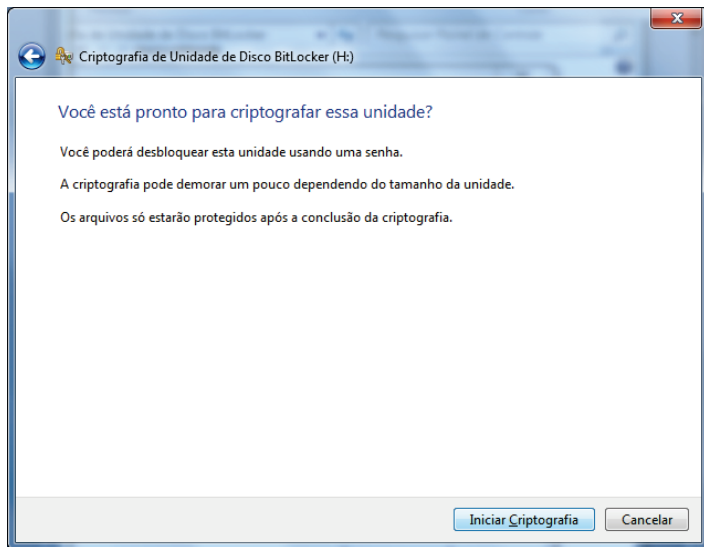 Criptografia de Unidade de Disco BitLocker (H:)
Você está pronto para criptografar essa unidade?
Você poderá desbloquear esta unidade usando uma senha.
A criptografia pode demorar um pouco dependendo do tamanho da unidade.
Os arquivos só estarão protegidos após a conclusão da criptografia.
Iniciar Criptografia Cancelar